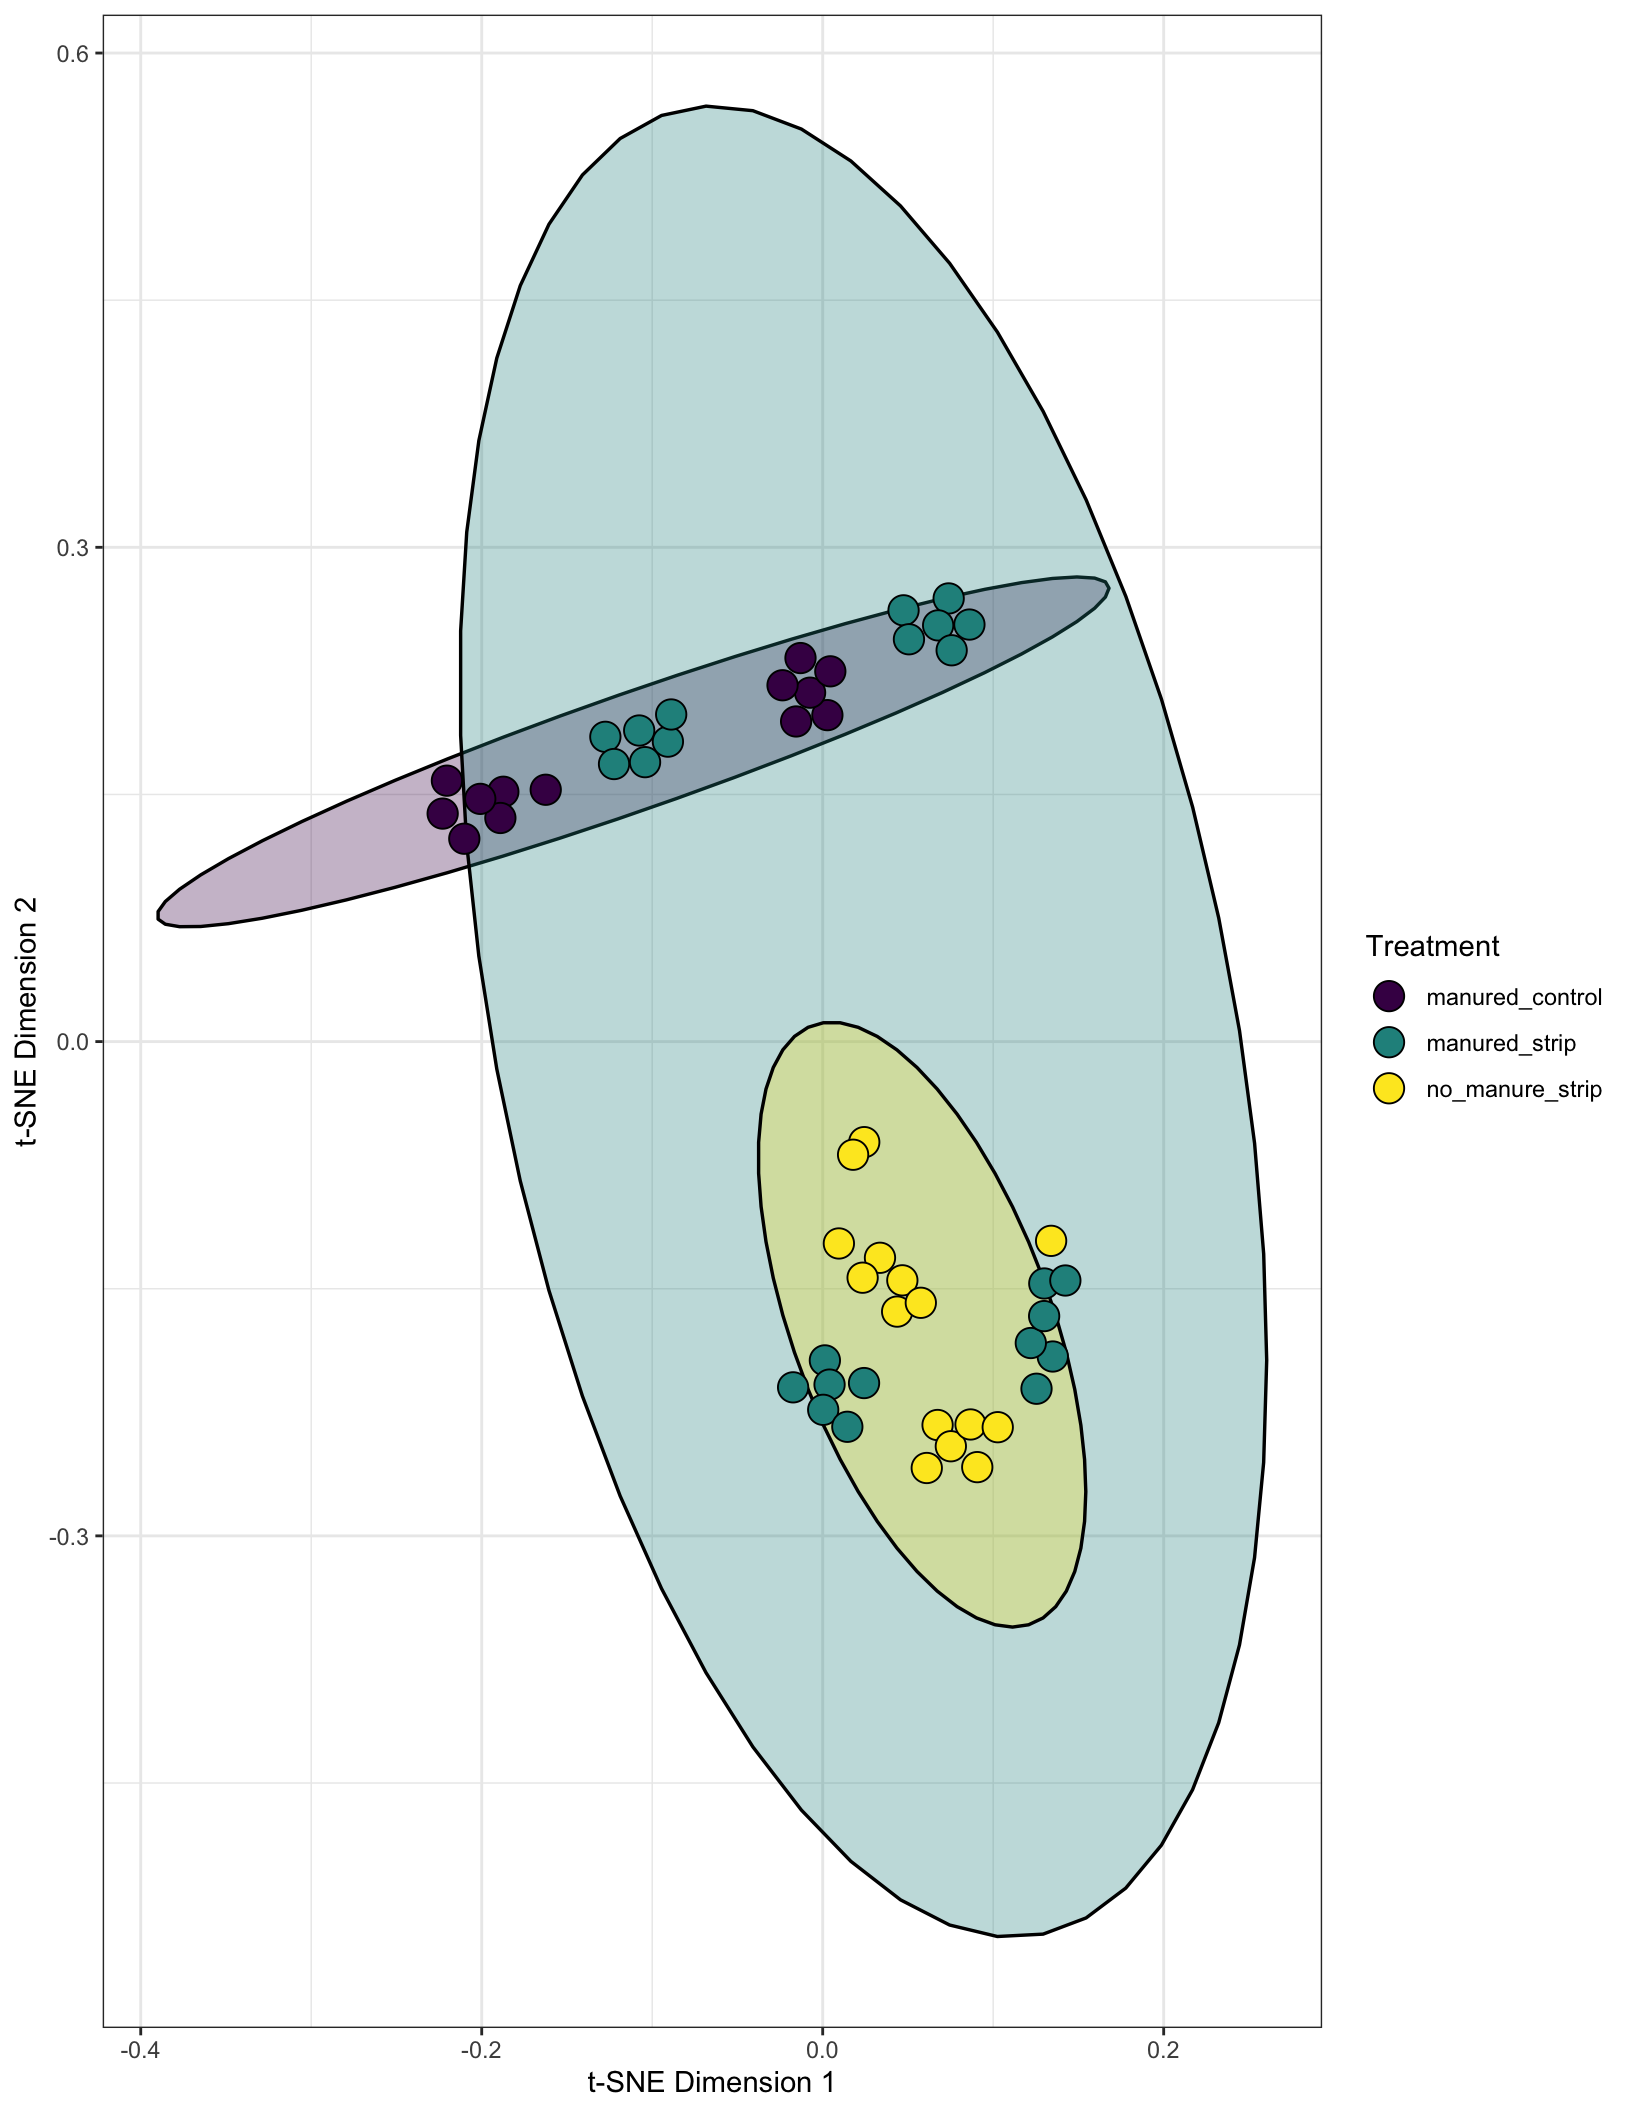 0.6
0.3
0.0
-0.3
t-SNE Dimension 2
-0.4
-0.2
0.0
0.2
t-SNE Dimension 1
Treatment
manured_control
manured_strip
no_manure_strip